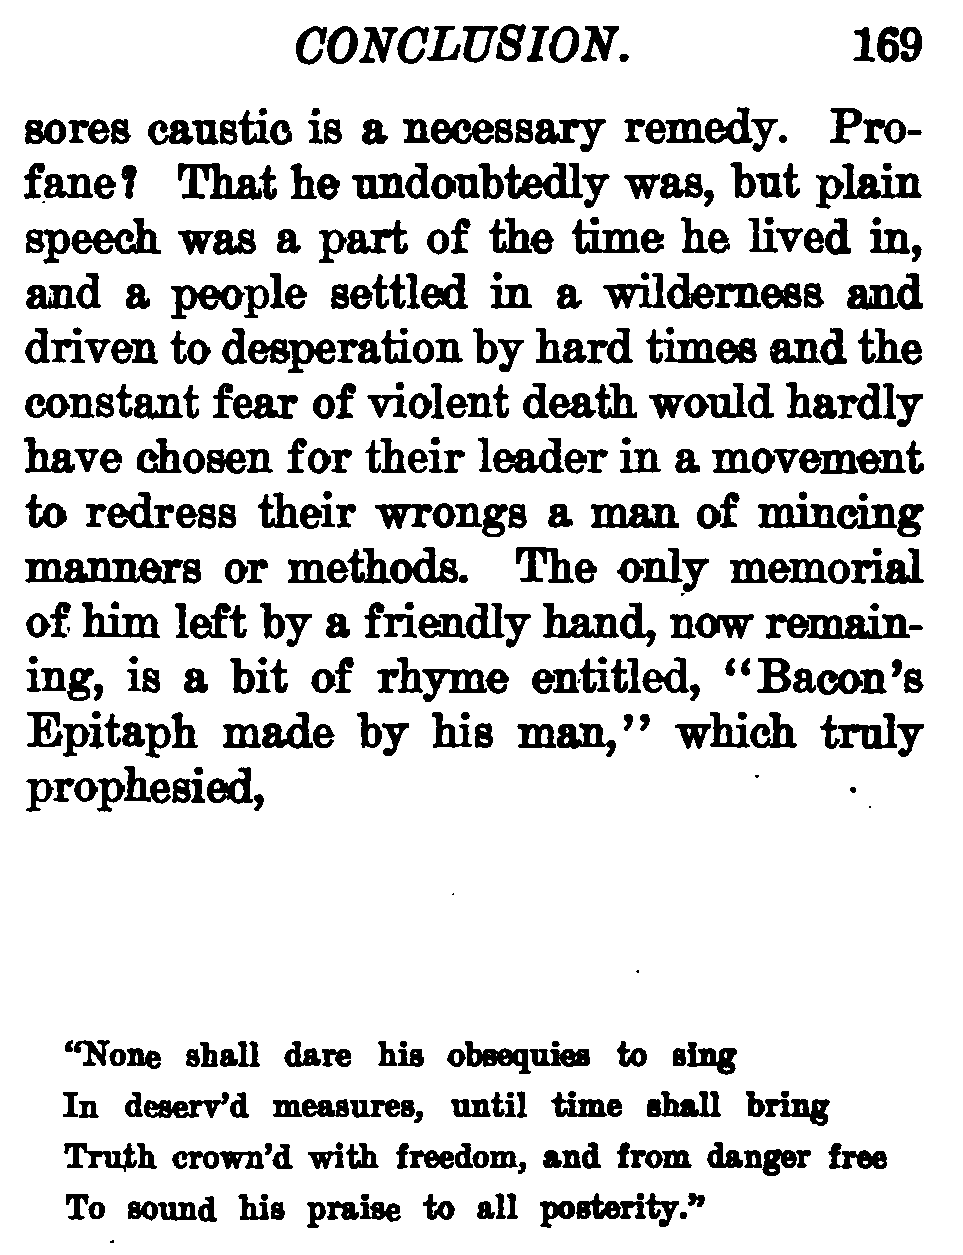 CONCLUSION. 169
sores caustic is a necessary remedy. Pro-
fane? That he undoubtedly was, but plain
speech was a part of the time he lived in,
and a people settled in a wilderness and
driven to desperation by hard times and the
constant fear of violent death would hardly
have chosen for their leader in a movement
to redress their wrongs a man of mincing
manners or methods. The only memorial
of him left by a friendly hand, now remain-
ing, is a bit of rhyme entitled, "Bacon's
Epitaph made by his man," which truly
prophesied,
"None shall dare his obsequies to sing
In deserv'd measures, until time shall bring
Truth crown'd with freedom, and from danger free
To sound his praise to all posterity."